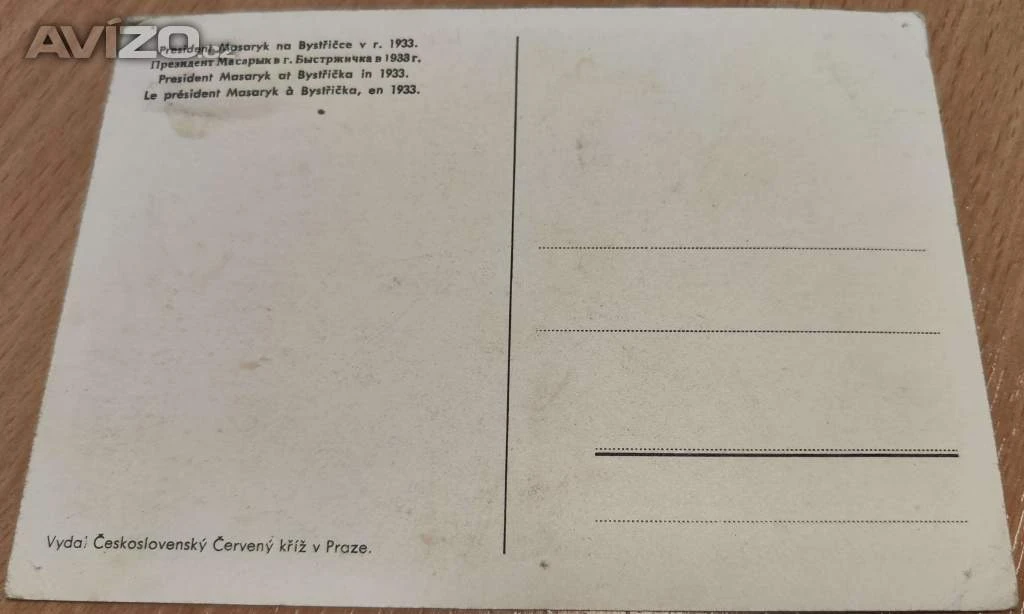 AVÍZO.cz
President Masaryk na Bystřičce v r. 1933.
Президент Масарык в г. Быстржичка в 1933 г.
President Masaryk at Bystřička in 1933.
Le président Masaryk à Bystřička, en 1933.
Vydal Československý Červený kříž v Praze.